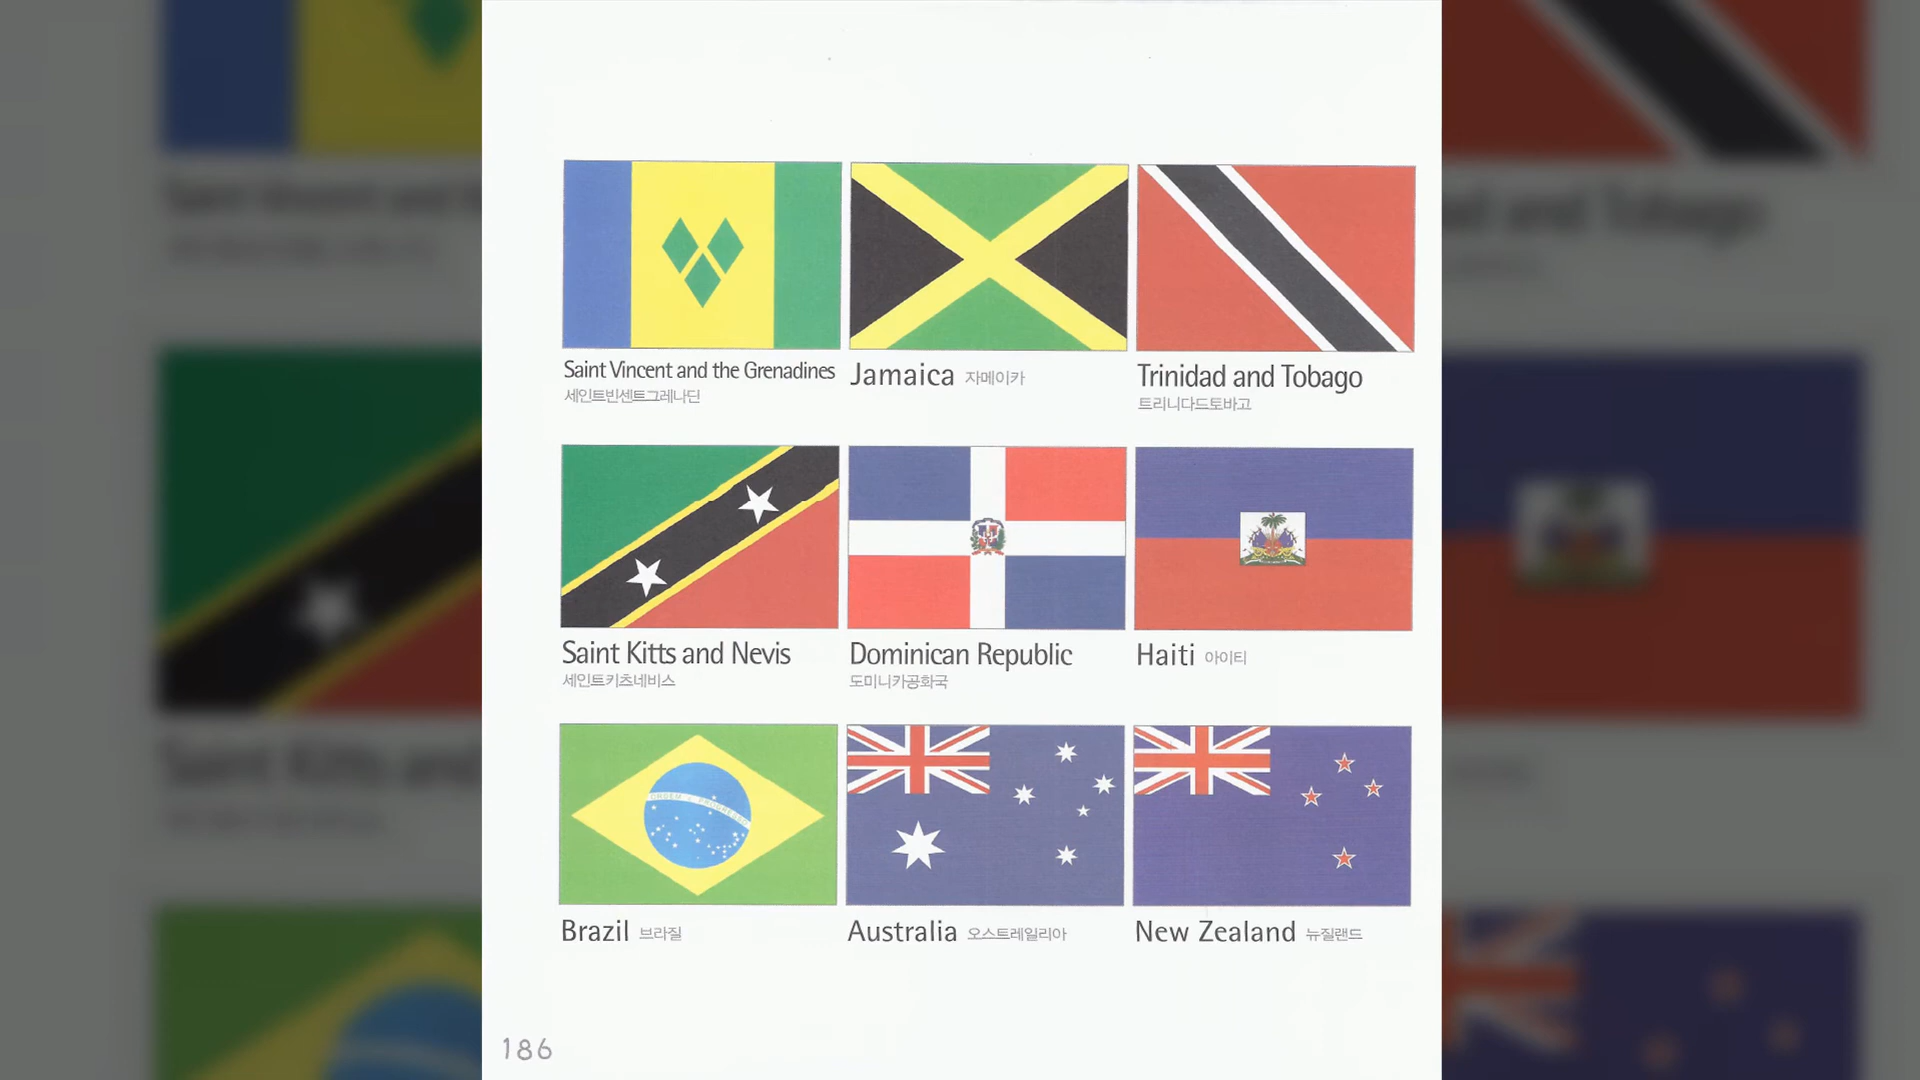 Saint Vincent and the Grenadines
세인트빈센트그레나딘
Jamaica 자메이카
Trinidad and Tobago
트리니다드토바고
Saint Kitts and Nevis
세인트키츠네비스
Dominican Republic
도미니카공화국
Haiti 아이티
ORDEM E PROGRESSO
Brazil 브라질
Australia 오스트레일리아
New Zealand 뉴질랜드
186